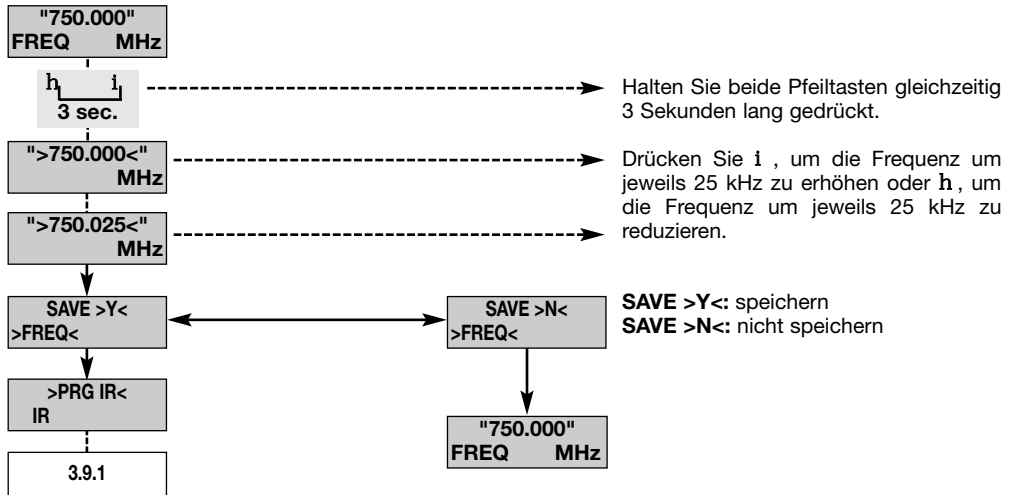 "750.000"
FREQ MHz
h i
3 sec.
Halten Sie beide Pfeiltasten gleichzeitig
3 Sekunden lang gedrückt.
">750.000<"
MHz
Drücken Sie i , um die Frequenz um
jeweils 25 kHz zu erhöhen oder h , um
die Frequenz um jeweils 25 kHz zu
reduzieren.
">750.025<"
MHz
SAVE >Y<
>FREQ<
SAVE >N<
>FREQ<
SAVE >Y<: speichern
SAVE >N<: nicht speichern
>PRG IR<
IR
"750.000"
FREQ MHz
3.9.1